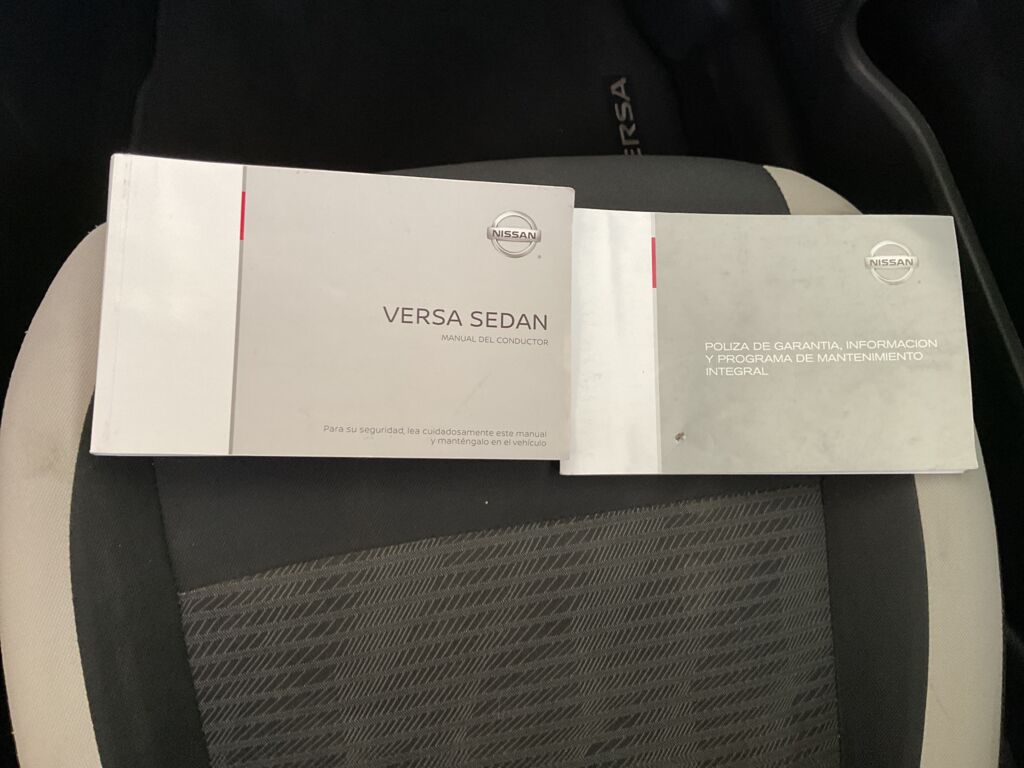 ERSA
NISSAN
VERSA SEDAN
MANUAL DEL CONDUCTOR
Para su seguridad, lea cuidadosamente este manual
y manténgalo en el vehículo
NISSAN
POLIZA DE GARANTIA, INFORMACION
Y PROGRAMA DE MANTENIMIENTO
INTEGRAL